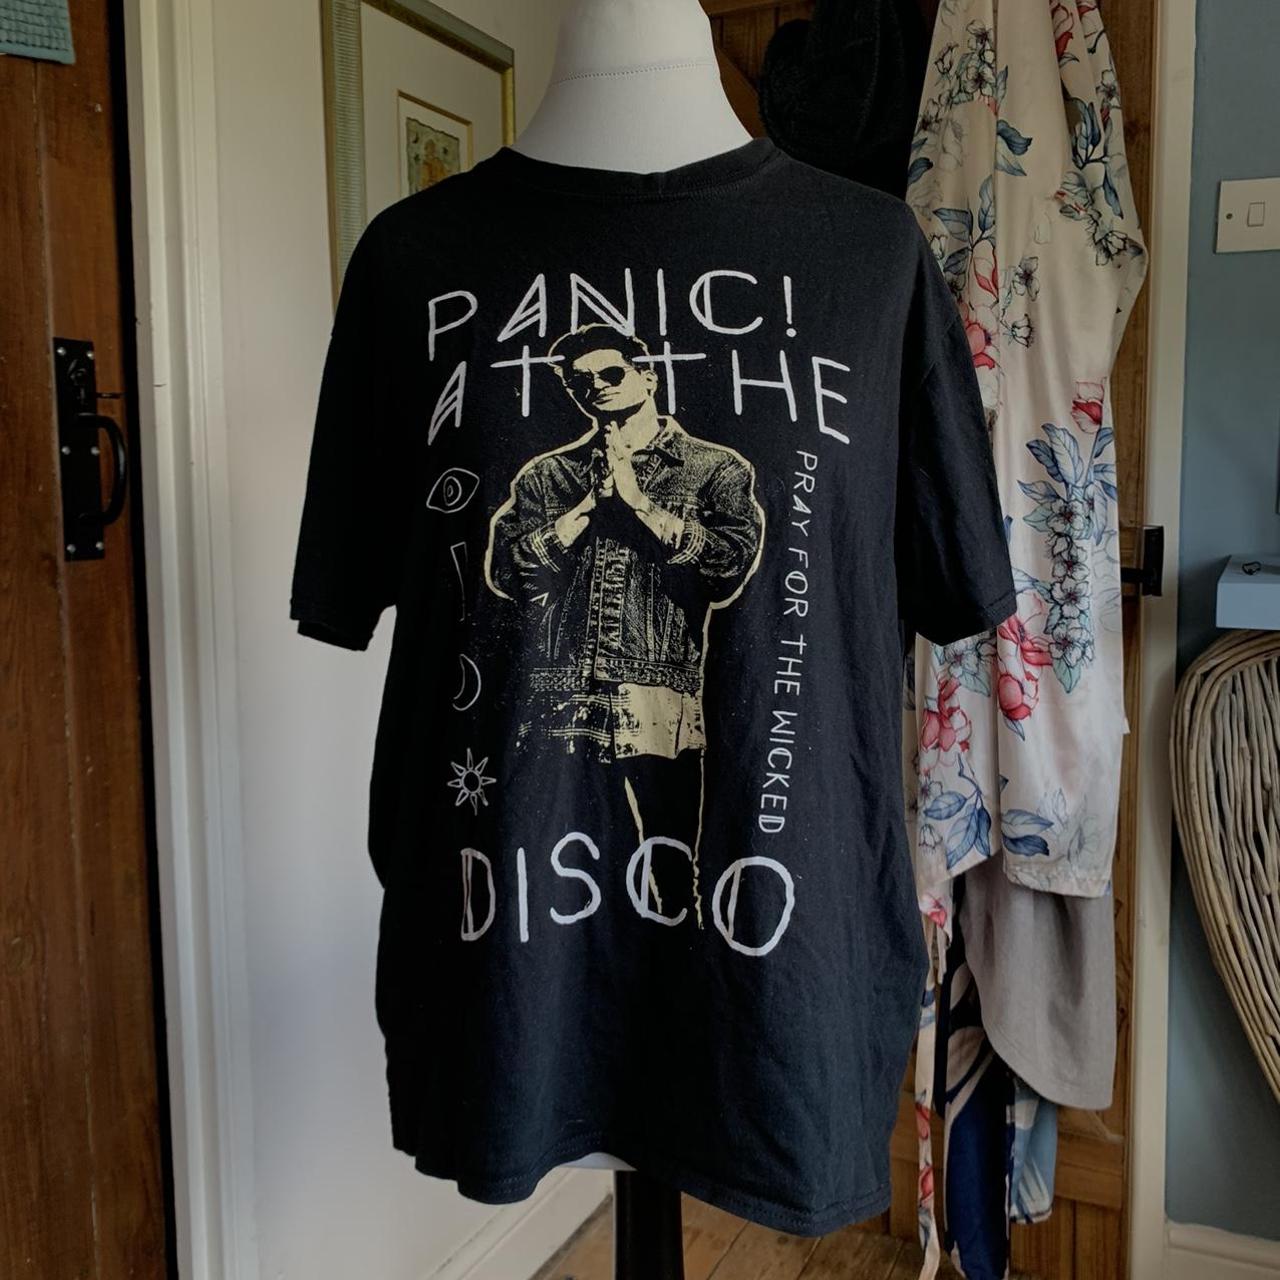 PANIC!
AT THE
PRAY FOR THE WICKED
DISCO